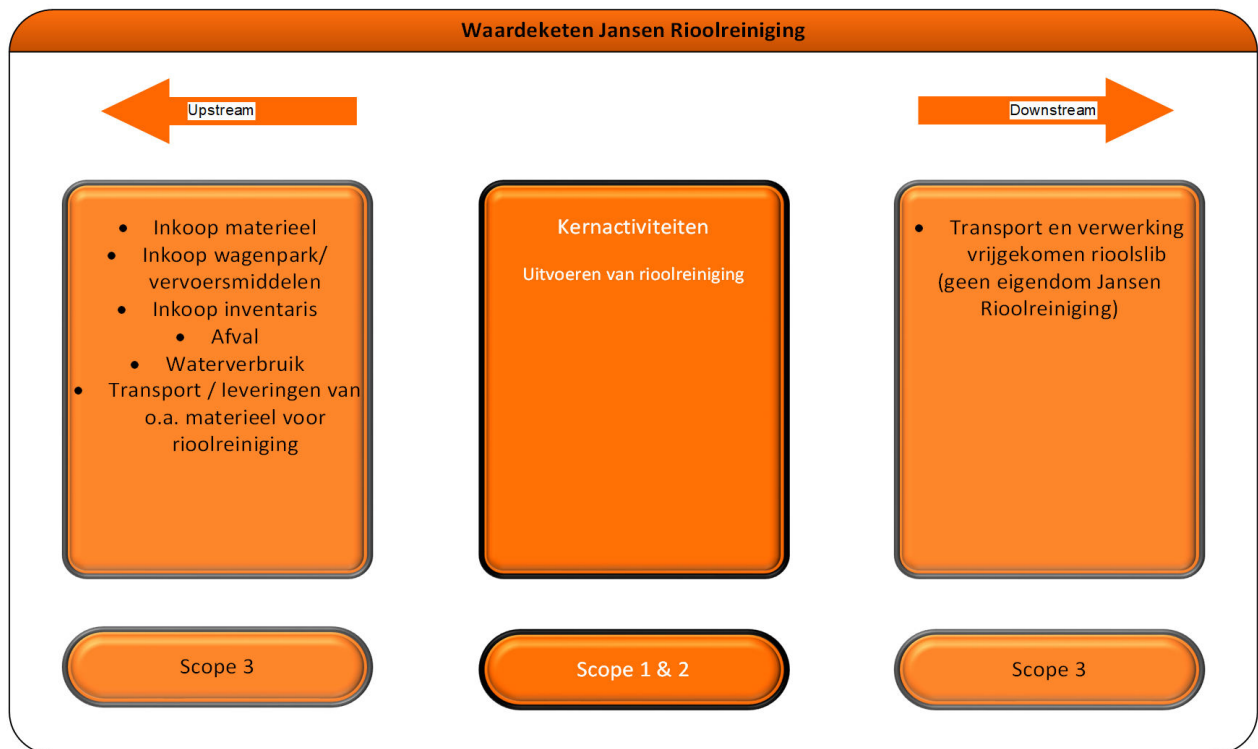 Waardeketen Jansen Rioolreiniging
Upstream
Downstream
• Inkoop materieel
• Inkoop wagenpark/
vervoersmiddelen
• Inkoop inventaris
• Afval
• Waterverbruik
• Transport / leveringen van
o.a. materieel voor
rioolreiniging
Kernactiviteiten
Uitvoeren van rioolreiniging
• Transport en verwerking
vrijgekomen rioolslib
(geen eigendom Jansen
Rioolreiniging)
Scope 3
Scope 1 & 2
Scope 3